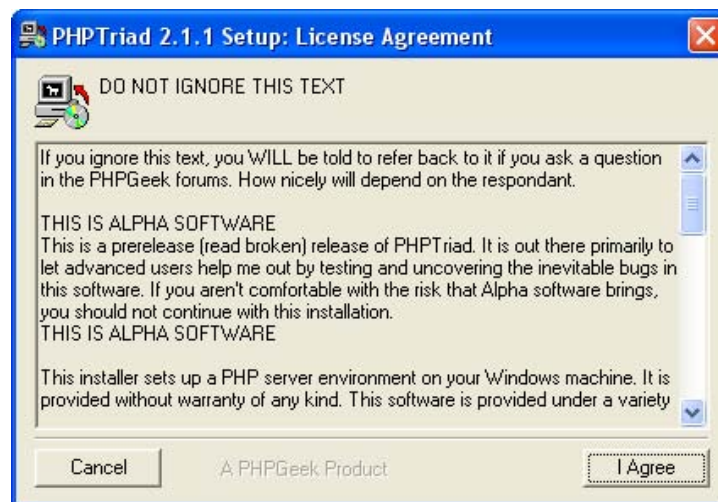 PHPTriad 2.1.1 Setup: License Agreement
DO NOT IGNORE THIS TEXT
If you ignore this text, you WILL be told to refer back to it if you ask a question
in the PHPGeek forums. How nicely will depend on the respondant.
THIS IS ALPHA SOFTWARE
This is a prerelease (read broken) release of PHPTriad. It is out there primarily to
let advanced users help me out by testing and uncovering the inevitable bugs in
this software. If you aren't comfortable with the risk that Alpha software brings,
you should not continue with this installation.
THIS IS ALPHA SOFTWARE
This installer sets up a PHP server environment on your Windows machine. It is
provided without warranty of any kind. This software is provided under a variety
Cancel
A PHPGeek Product
I Agree